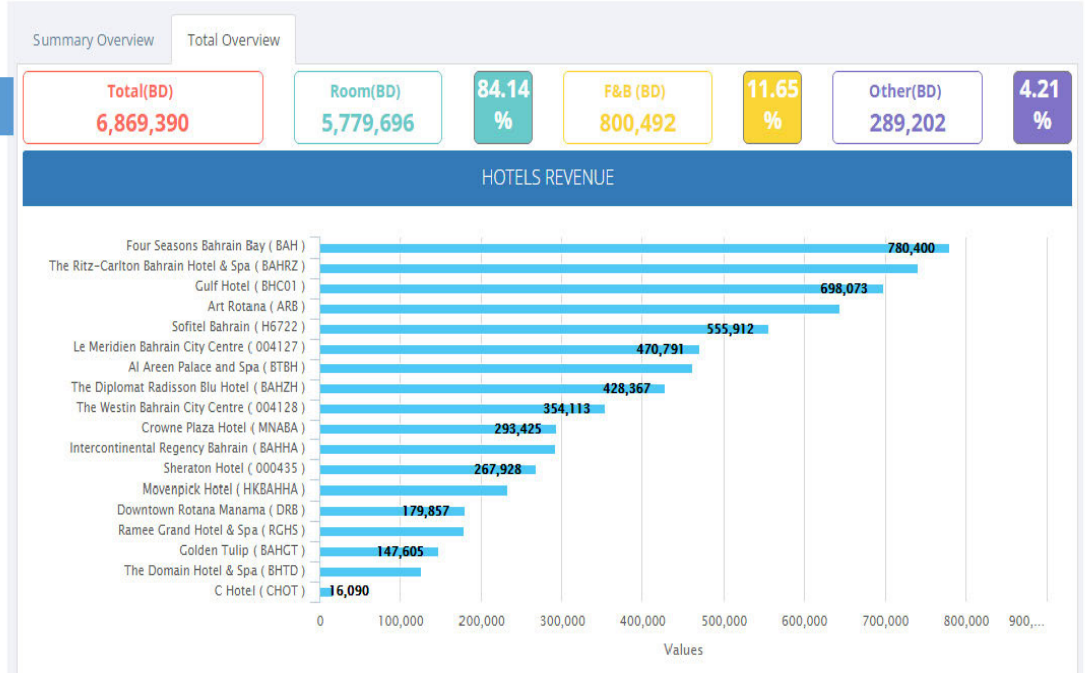 Summary Overview Total Overview
Total(BD) Room(BD) 84.14 F&B (BD) 11.65 Other(BD) 4.21
6,869,390 5,779,696 % 800,492 % 289,202 %
HOTELS REVENUE
Four Seasons Bahrain Bay ( BAH ) 780,400
The Ritz-Carlton Bahrain Hotel & Spa ( BAHRZ )
Gulf Hotel ( BHC01 ) 698,073
Art Rotana ( ARB )
Sofitel Bahrain ( H6722 ) 555,912
Le Meridien Bahrain City Centre ( 004127 ) 470,791
Al Areen Palace and Spa ( BTBH )
The Diplomat Radisson Blu Hotel ( BAHZH ) 428,367
The Westin Bahrain City Centre ( 004128 ) 354,113
Crowne Plaza Hotel ( MNABA ) 293,425
Intercontinental Regency Bahrain ( BAHHA )
Sheraton Hotel ( 000435 ) 267,928
Movenpick Hotel ( HKBAHHA )
Downtown Rotana Manama ( DRB ) 179,857
Ramee Grand Hotel & Spa ( RGHS )
Golden Tulip ( BAHGT ) 147,605
The Domain Hotel & Spa ( BHTD )
C Hotel ( CHOT ) 16,090
0 100,000 200,000 300,000 400,000 500,000 600,000 700,000 800,000 900,...
Values